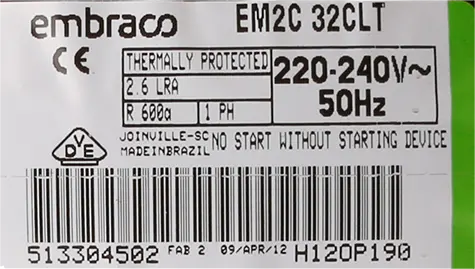 embraco EM2C 32CLT
CE THERMALLY PROTECTED 220-240V~
2.6 LRA
R 600a 1 PH 50Hz
VDE JOINVILLE-SC NO START WITHOUT STARTING DEVICE
MADEINBRAZIL
513304502 FAB 2 09/APR/12 H12OP190